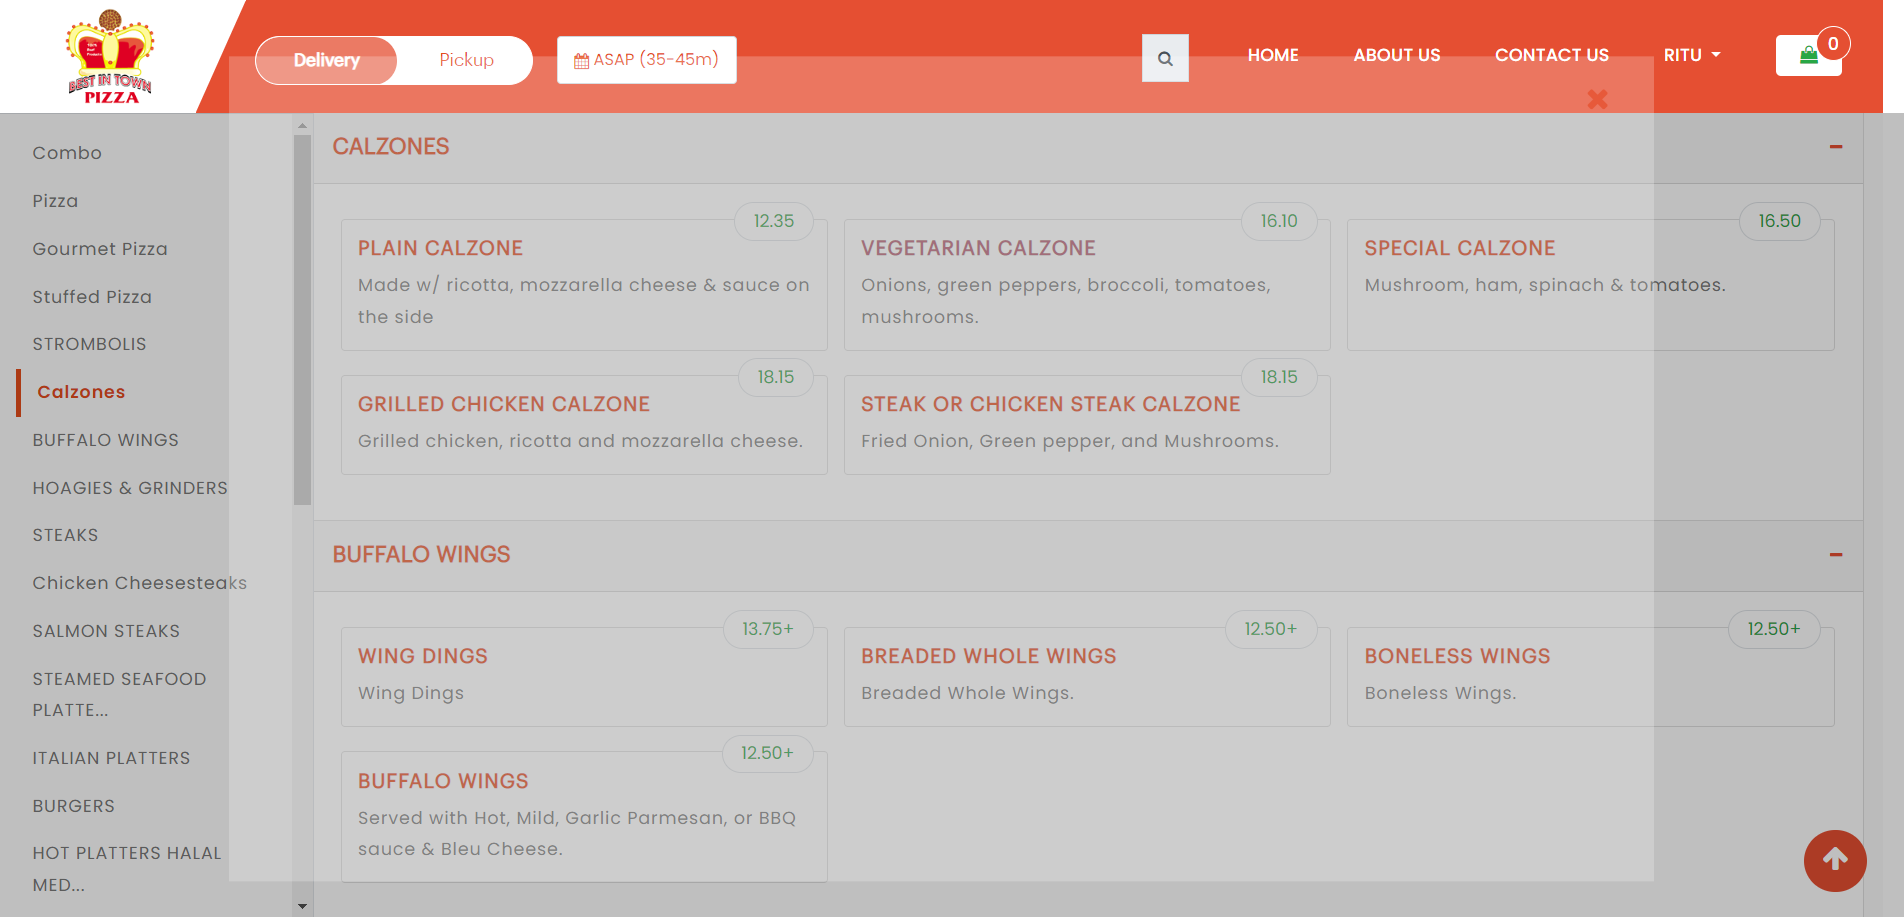 BEST IN TOWN
PIZZA
Delivery
Pickup
ASAP (35-45m)
HOME
ABOUT US
CONTACT US
RITU
0
Combo
Pizza
Gourmet Pizza
Stuffed Pizza
STROMBOLIS
Calzones
BUFFALO WINGS
HOAGIES & GRINDERS
STEAKS
Chicken Cheesesteaks
SALMON STEAKS
STEAMED SEAFOOD
PLATTE...
ITALIAN PLATTERS
BURGERS
HOT PLATTERS HALAL
MED...
CALZONES
12.35
PLAIN CALZONE
Made w/ ricotta, mozzarella cheese & sauce on
the side
16.10
VEGETARIAN CALZONE
Onions, green peppers, broccoli, tomatoes,
mushrooms.
16.50
SPECIAL CALZONE
Mushroom, ham, spinach & tomatoes.
18.15
GRILLED CHICKEN CALZONE
Grilled chicken, ricotta and mozzarella cheese.
18.15
STEAK OR CHICKEN STEAK CALZONE
Fried Onion, Green pepper, and Mushrooms.
BUFFALO WINGS
13.75+
WING DINGS
Wing Dings
12.50+
BREADED WHOLE WINGS
Breaded Whole Wings.
12.50+
BONELESS WINGS
Boneless Wings.
12.50+
BUFFALO WINGS
Served with Hot, Mild, Garlic Parmesan, or BBQ
sauce & Bleu Cheese.